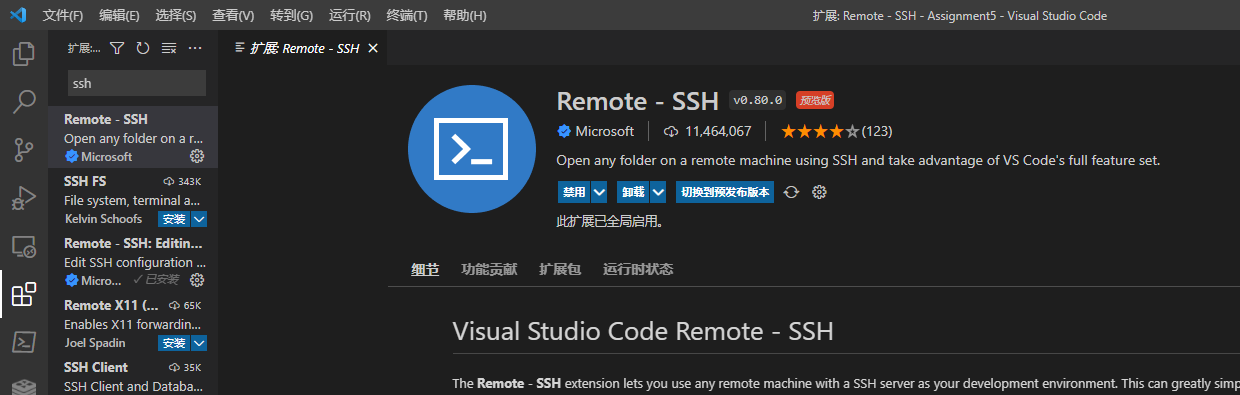 文件(F) 编辑(E) 选择(S) 查看(V) 转到(G) 运行(R) 终端(T) 帮助(H) 扩展: Remote - SSH - Assignment5 - Visual Studio Code
扩展:...
扩展: Remote - SSH
ssh
Remote - SSH
Open any folder on a r...
Microsoft
SSH FS 343K
File system, terminal a...
Kelvin Schoofs 安装
Remote - SSH: Editin...
Edit SSH configuration ...
Micro... 已安装
Remote X11 (... 65K
Enables X11 forwardin...
Joel Spadin 安装
SSH Client 35K
SSH Client and Databa...
Remote - SSH v0.80.0 预览版
Microsoft 11,464,067 (123)
Open any folder on a remote machine using SSH and take advantage of VS Code's full feature set.
禁用 卸载 切换到预发布版本
此扩展已全局启用。
细节 功能贡献 扩展包 运行时状态
Visual Studio Code Remote - SSH
The Remote - SSH extension lets you use any remote machine with a SSH server as your development environment. This can greatly simp